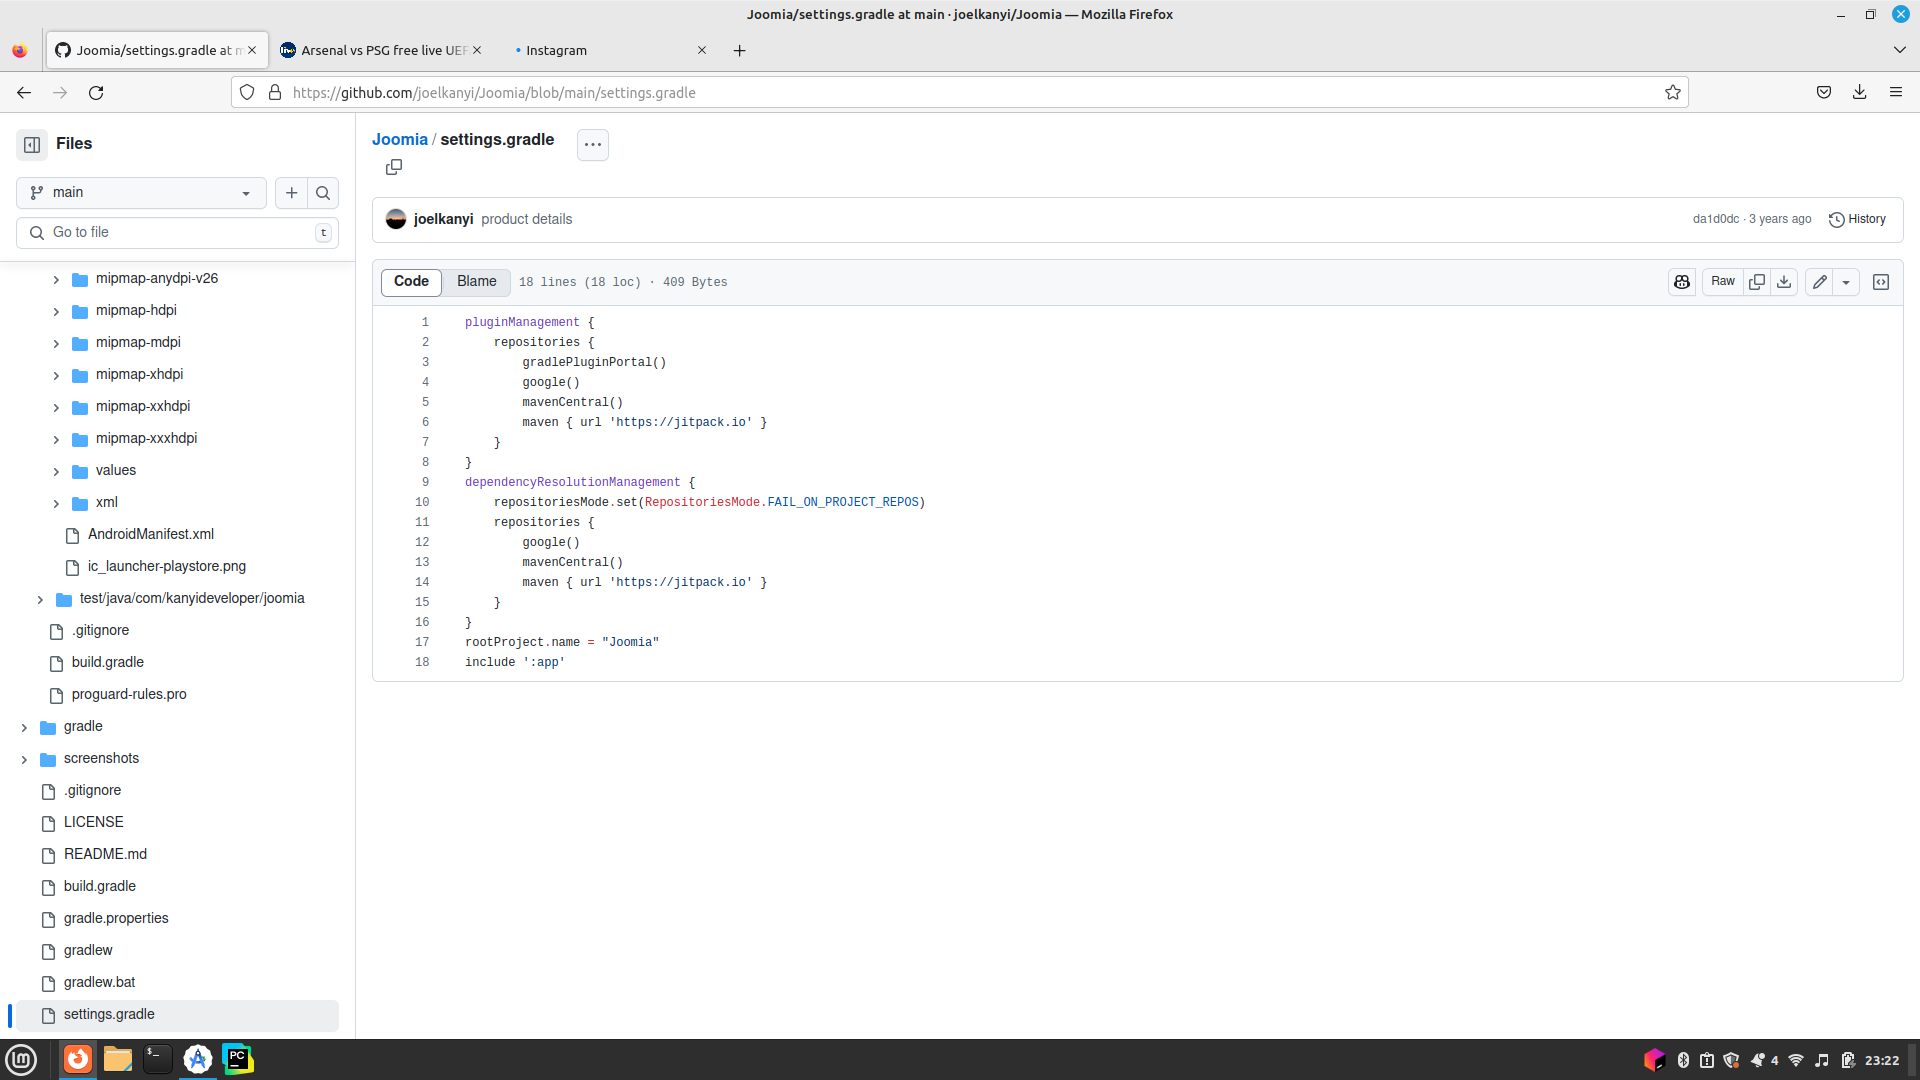 Joomia/settings.gradle at main · joelkanyi/Joomia — Mozilla Firefox
Joomia/settings.gradle at m
Arsenal vs PSG free live UEF
Instagram
https://github.com/joelkanyi/Joomia/blob/main/settings.gradle
Files
main
Go to file
t
mipmap-anydpi-v26
mipmap-hdpi
mipmap-mdpi
mipmap-xhdpi
mipmap-xxhdpi
mipmap-xxxhdpi
values
xml
AndroidManifest.xml
ic_launcher-playstore.png
test/java/com/kanyideveloper/joomia
.gitignore
build.gradle
proguard-rules.pro
gradle
screenshots
.gitignore
LICENSE
README.md
build.gradle
gradle.properties
gradlew
gradlew.bat
settings.gradle
Joomia / settings.gradle
joelkanyi product details
da1d0dc · 3 years ago
History
Code
Blame
18 lines (18 loc) · 409 Bytes
Raw
1 pluginManagement {
2     repositories {
3         gradlePluginPortal()
4         google()
5         mavenCentral()
6         maven { url 'https://jitpack.io' }
7     }
8 }
9 dependencyResolutionManagement {
10     repositoriesMode.set(RepositoriesMode.FAIL_ON_PROJECT_REPOS)
11     repositories {
12         google()
13         mavenCentral()
14         maven { url 'https://jitpack.io' }
15     }
16 }
17 rootProject.name = "Joomia"
18 include ':app'
PC
4
23:22